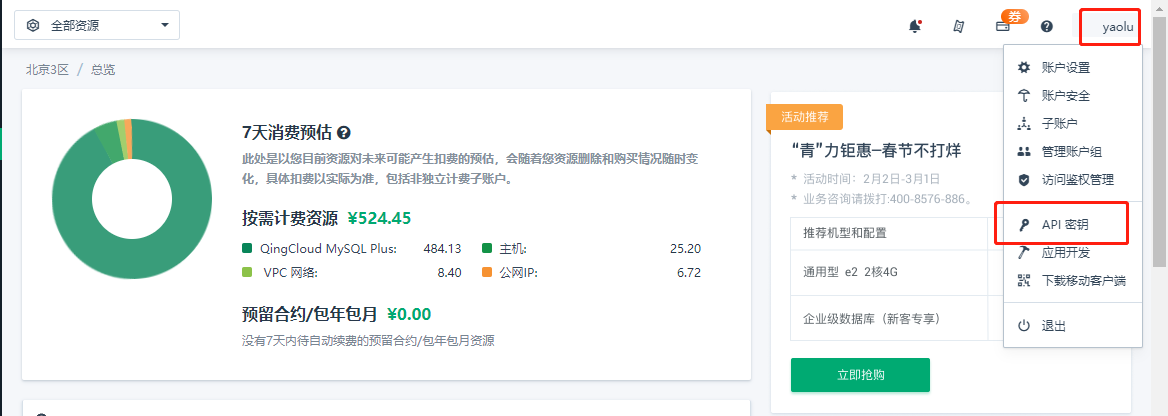 全部资源
券
yaolu
北京3区 / 总览
7天消费预估
此处是以您目前资源对未来可能产生扣费的预估，会随着您资源删除和购买情况随时变
化，具体扣费以实际为准，包括非独立计费子账户。
按需计费资源 ¥524.45
QingCloud MySQL Plus: 484.13 主机: 25.20
VPC 网络: 8.40 公网IP: 6.72
预留合约/包年包月 ¥0.00
没有7天内待自动续费的预留合约/包年包月资源
活动推荐
“青”力钜惠—春节不打烊
* 活动时间：2月2日-3月1日
* 业务咨询请拨打:400-8576-886。
推荐机型和配置
通用型 e2 2核4G
企业级数据库（新客专享）
立即抢购
账户设置
账户安全
子账户
管理账户组
访问鉴权管理
API 密钥
应用开发
下载移动客户端
退出